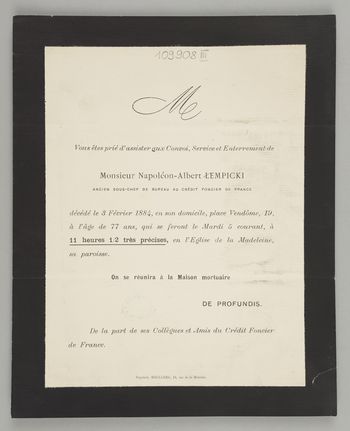 109908 III
M
Vous êtes prié d'assister aux Convoi, Service et Enterrement de
Monsieur Napoléon-Albert ŁEMPICKI
ANCIEN SOUS-CHEF DE BUREAU AU CRÉDIT FONCIER DE FRANCE
décédé le 3 Février 1884, en son domicile, place Vendôme, 19,
à l'âge de 77 ans, qui se feront le Mardi 5 courant, à
11 heures 1/2 très précises, en l'Eglise de la Madeleine,
sa paroisse.
On se réunira à la Maison mortuaire
DE PROFUNDIS.
De la part de ses Collègues et Amis du Crédit Foncier
de France.